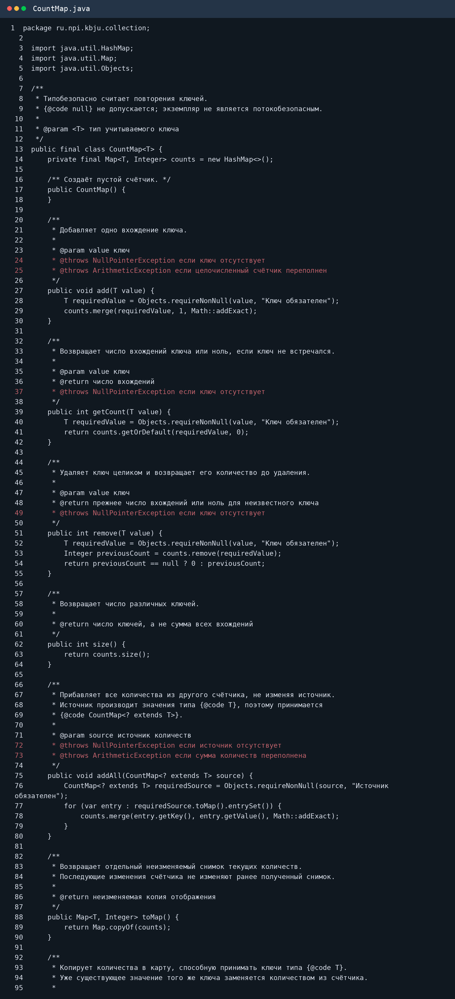 CountMap.java
1  package ru.npi.kbju.collection;
2
3  import java.util.HashMap;
4  import java.util.Map;
5  import java.util.Objects;
6
7  /**
8   * Типобезопасно считает повторения ключей.
9   * {@code null} не допускается; экземпляр не является потокобезопасным.
10   *
11   * @param <T> тип учитываемого ключа
12   */
13  public final class CountMap<T> {
14      private final Map<T, Integer> counts = new HashMap<>();
15
16      /** Создаёт пустой счётчик. */
17      public CountMap() {
18      }
19
20      /**
21       * Добавляет одно вхождение ключа.
22       *
23       * @param value ключ
24       * @throws NullPointerException если ключ отсутствует
25       * @throws ArithmeticException если целочисленный счётчик переполнен
26       */
27      public void add(T value) {
28          T requiredValue = Objects.requireNonNull(value, "Ключ обязателен");
29          counts.merge(requiredValue, 1, Math::addExact);
30      }
31
32      /**
33       * Возвращает число вхождений ключа или ноль, если ключ не встречался.
34       *
35       * @param value ключ
36       * @return число вхождений
37       * @throws NullPointerException если ключ отсутствует
38       */
39      public int getCount(T value) {
40          T requiredValue = Objects.requireNonNull(value, "Ключ обязателен");
41          return counts.getOrDefault(requiredValue, 0);
42      }
43
44      /**
45       * Удаляет ключ целиком и возвращает его количество до удаления.
46       *
47       * @param value ключ
48       * @return прежнее число вхождений или ноль для неизвестного ключа
49       * @throws NullPointerException если ключ отсутствует
50       */
51      public int remove(T value) {
52          T requiredValue = Objects.requireNonNull(value, "Ключ обязателен");
53          Integer previousCount = counts.remove(requiredValue);
54          return previousCount == null ? 0 : previousCount;
55      }
56
57      /**
58       * Возвращает число различных ключей.
59       *
60       * @return число ключей, а не сумма всех вхождений
61       */
62      public int size() {
63          return counts.size();
64      }
65
66      /**
67       * Прибавляет все количества из другого счётчика, не изменяя источник.
68       * Источник производит значения типа {@code T}, поэтому принимается
69       * {@code CountMap<? extends T>}.
70       *
71       * @param source источник количеств
72       * @throws NullPointerException если источник отсутствует
73       * @throws ArithmeticException если сумма количеств переполнена
74       */
75      public void addAll(CountMap<? extends T> source) {
76          CountMap<? extends T> requiredSource = Objects.requireNonNull(source, "Источник
обязателен");
77          for (var entry : requiredSource.toMap().entrySet()) {
78              counts.merge(entry.getKey(), entry.getValue(), Math::addExact);
79          }
80      }
81
82      /**
83       * Возвращает отдельный неизменяемый снимок текущих количеств.
84       * Последующие изменения счётчика не изменяют ранее полученный снимок.
85       *
86       * @return неизменяемая копия отображения
87       */
88      public Map<T, Integer> toMap() {
89          return Map.copyOf(counts);
90      }
91
92      /**
93       * Копирует количества в карту, способную принимать ключи типа {@code T}.
94       * Уже существующее значение того же ключа заменяется количеством из счётчика.
95       *